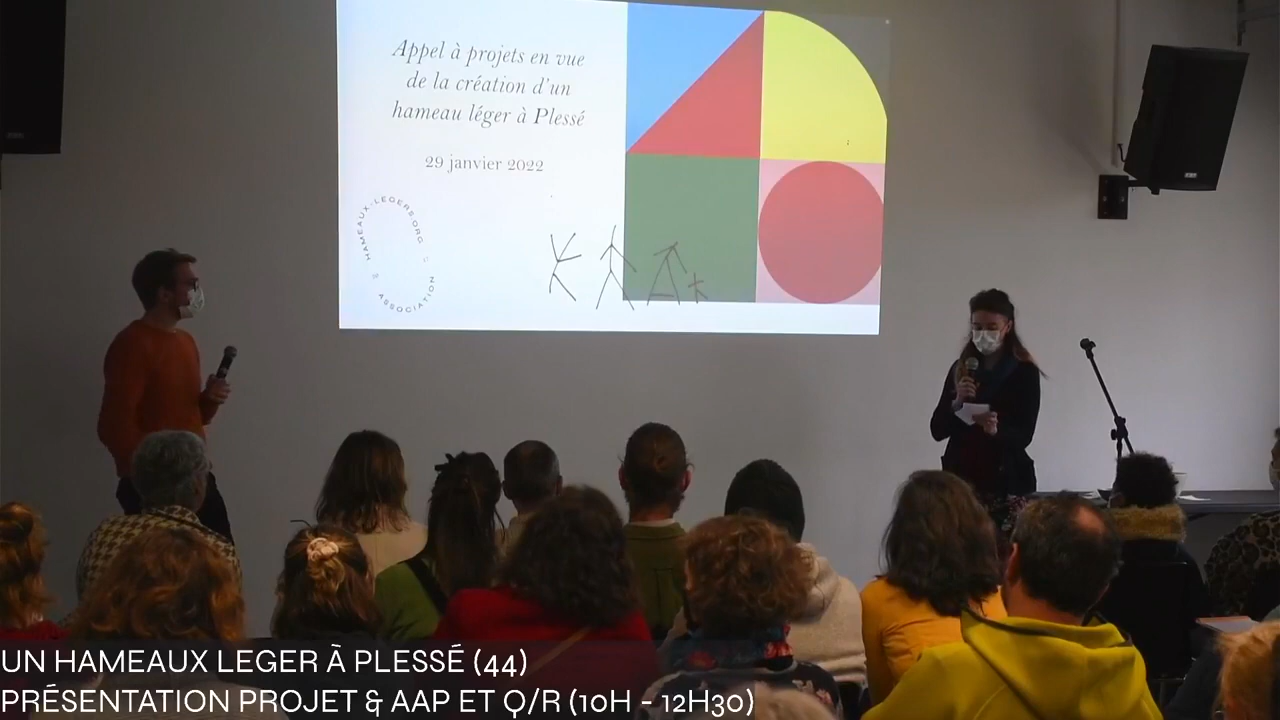 Appel à projets en vue
de la création d'un
hameau léger à Plessé
29 janvier 2022
HAMEAUX-LEGERS.ORG
ASSOCIATION
UN HAMEAUX LEGER À PLESSÉ (44)
PRÉSENTATION PROJET & AAP ET Q/R (10H - 12H30)